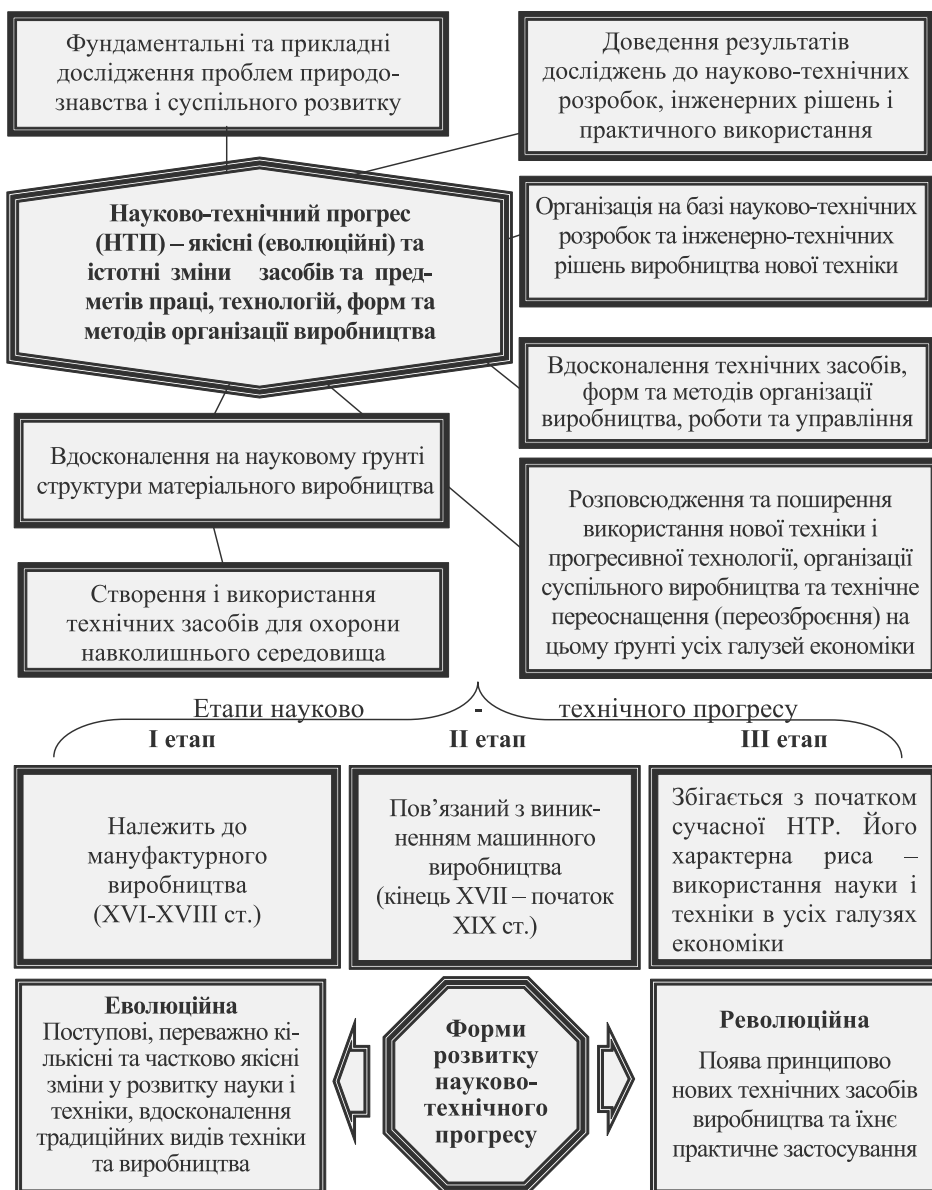 Фундаментальні та прикладні
дослідження проблем природо-
знавства і суспільного розвитку
Доведення результатів
досліджень до науково-технічних
розробок, інженерних рішень і
практичного використання
Науково-технічний прогрес
(НТП) – якісні (еволюційні) та
істотні зміни засобів та пред-
метів праці, технологій, форм та
методів організації виробництва
Організація на базі науково-технічних
розробок та інженерно-технічних
рішень виробництва нової техніки
Вдосконалення технічних засобів,
форм та методів організації
виробництва, роботи та управління
Вдосконалення на науковому ґрунті
структури матеріального виробництва
Розповсюдження та поширення
використання нової техніки і
прогресивної технології, організації
суспільного виробництва та технічне
переоснащення (переозброєння) на
цьому ґрунті усіх галузей економіки
Створення і використання
технічних засобів для охорони
навколишнього середовища
Етапи науково - технічного прогресу
І етап
ІІ етап
ІІІ етап
Належить до
мануфактурного
виробництва
(XVI-XVIII ст.)
Пов’язаний з виник-
ненням машинного
виробництва
(кінець XVII – початок
XIX ст.)
Збігається з початком
сучасної НТР. Його
характерна риса –
використання науки і
техніки в усіх галузях
економіки
Еволюційна
Поступові, переважно кі-
лькісні та частково якісні
зміни у розвитку науки і
техніки, вдосконалення
традиційних видів техніки
та виробництва
Форми
розвитку
науково-
технічного
прогресу
Революційна
Поява принципово
нових технічних засобів
виробництва та їхнє
практичне застосування